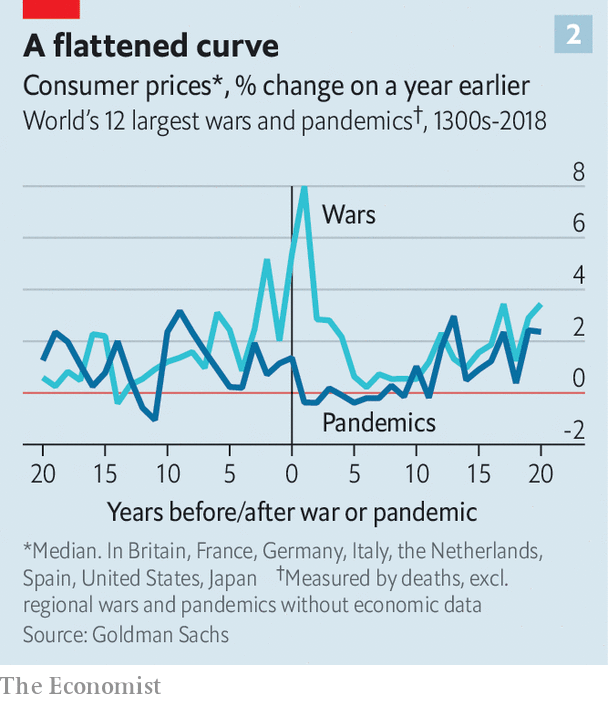 A flattened curve
2
Consumer prices*, % change on a year earlier
World's 12 largest wars and pandemics†, 1300s-2018
8
Wars
6
4
2
0
Pandemics
-2
20 15 10 5 0 5 10 15 20
Years before/after war or pandemic
*Median. In Britain, France, Germany, Italy, the Netherlands,
Spain, United States, Japan †Measured by deaths, excl.
regional wars and pandemics without economic data
Source: Goldman Sachs
The Economist